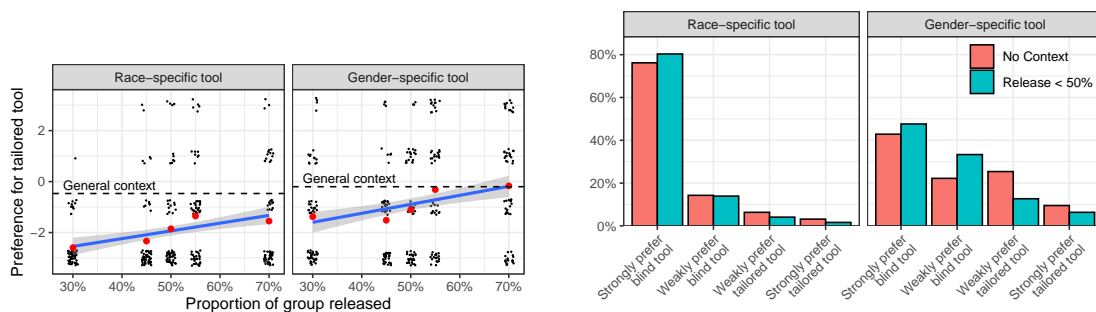 Race−specific tool
Gender−specific tool
Preference for tailored tool
2
0
−2
General context
General context
30%
40%
50%
60%
70%
30%
40%
50%
60%
70%
Proportion of group released
Race−specific tool
Gender−specific tool
80%
60%
40%
20%
0%
No Context
Release < 50%
Strongly prefer
blind tool
Weakly prefer
blind tool
Weakly prefer
tailored tool
Strongly prefer
tailored tool
Strongly prefer
blind tool
Weakly prefer
blind tool
Weakly prefer
tailored tool
Strongly prefer
tailored tool